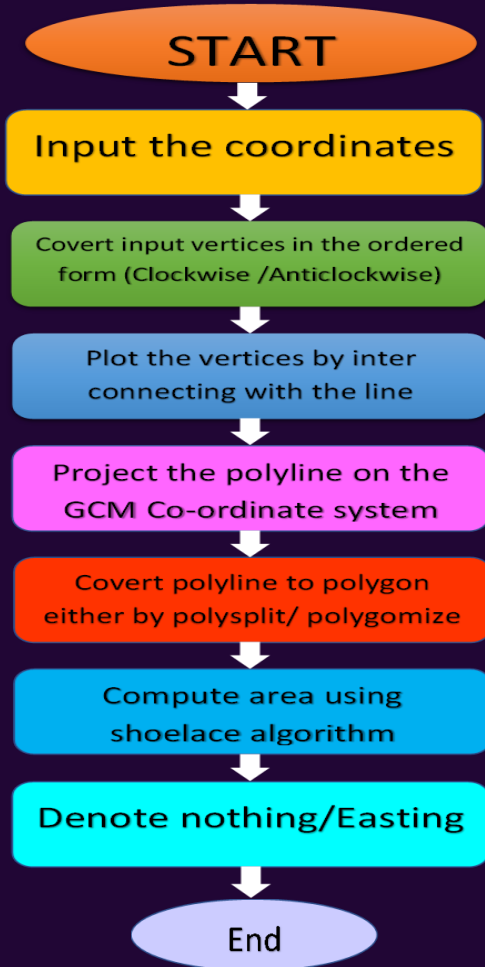 START
Input the coordinates
Covert input vertices in the ordered
form (Clockwise /Anticlockwise)
Plot the vertices by inter
connecting with the line
Project the polyline on the
GCM Co-ordinate system
Covert polyline to polygon
either by polysplit/ polygomize
Compute area using
shoelace algorithm
Denote nothing/Easting
End